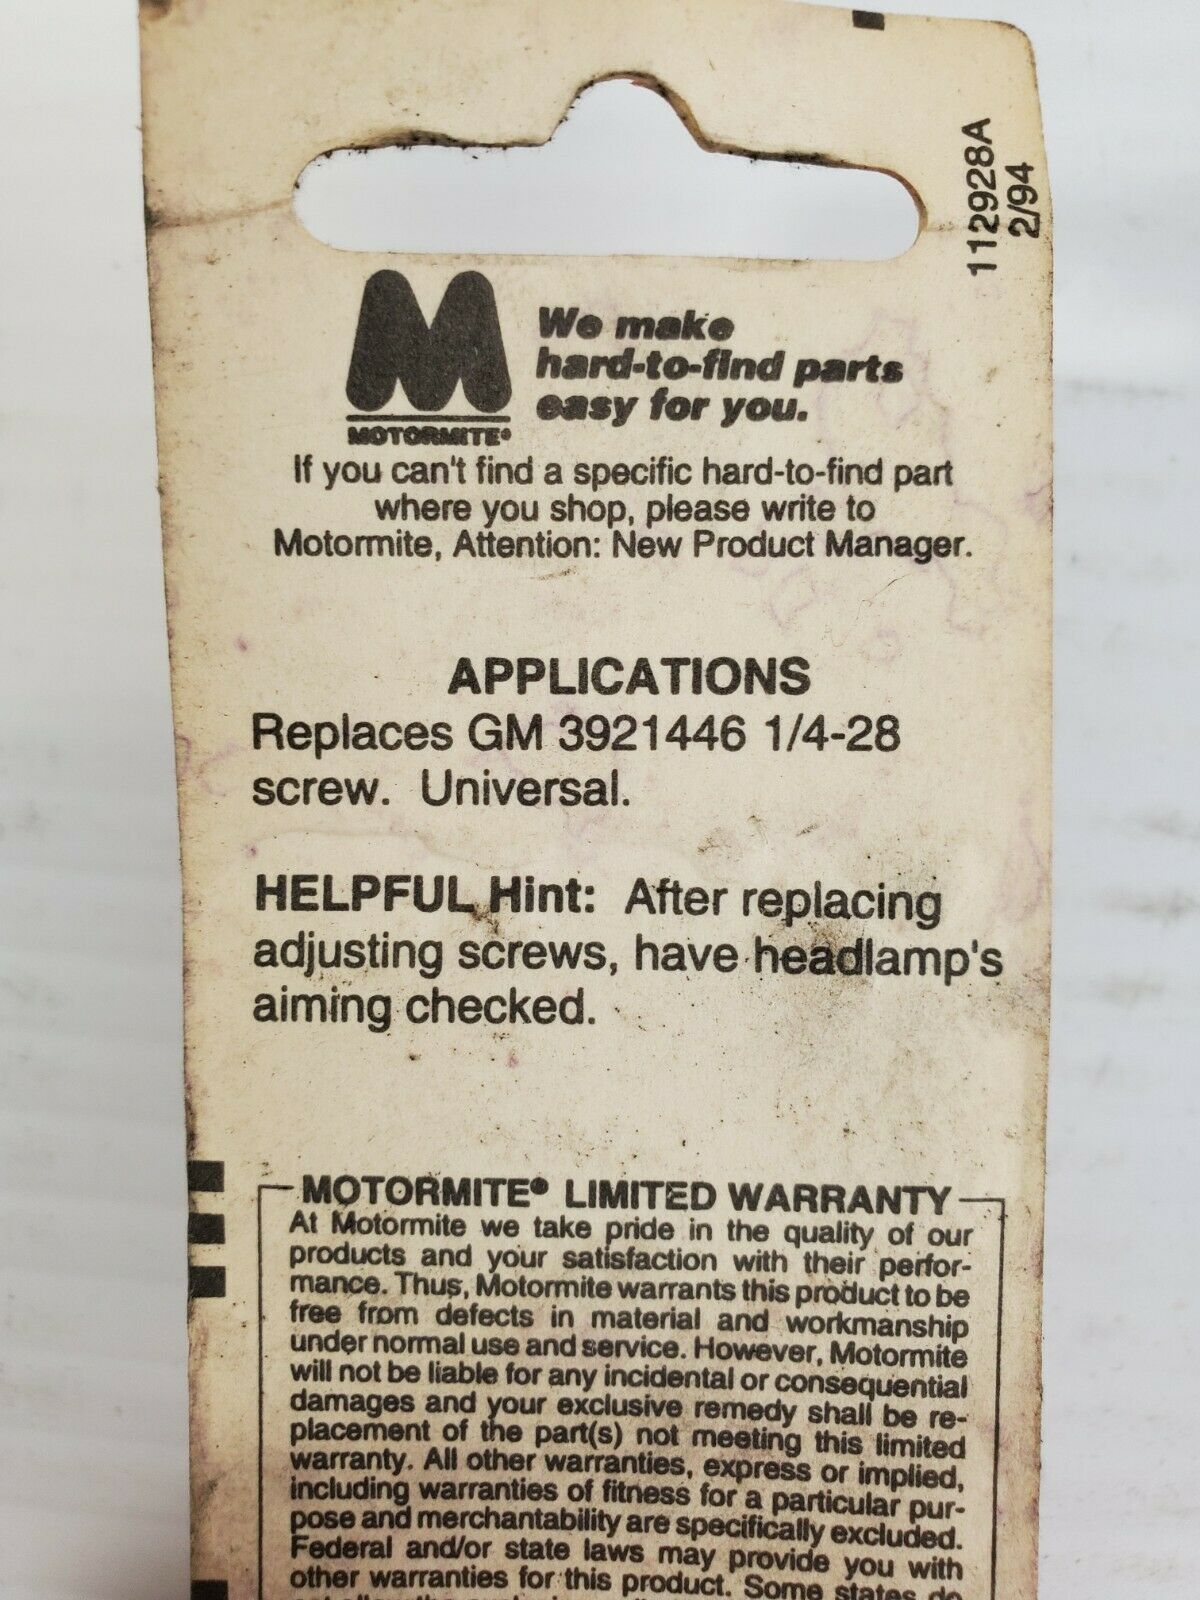 112928A
2/94
We make
hard-to-find parts
easy for you.
MOTORMITE®
If you can't find a specific hard-to-find part
where you shop, please write to
Motormite, Attention: New Product Manager.
APPLICATIONS
Replaces GM 3921446 1/4-28
screw. Universal.
HELPFUL Hint: After replacing
adjusting screws, have headlamp's
aiming checked.
MOTORMITE® LIMITED WARRANTY
At Motormite we take pride in the quality of our
products and your satisfaction with their perfor-
mance. Thus, Motormite warrants this product to be
free from defects in material and workmanship
under normal use and service. However, Motormite
will not be liable for any incidental or consequential
damages and your exclusive remedy shall be re-
placement of the part(s) not meeting this limited
warranty. All other warranties, express or implied,
including warranties of fitness for a particular pur-
pose and merchantability are specifically excluded.
Federal and/or state laws may provide you with
other warranties for this product. Some states do